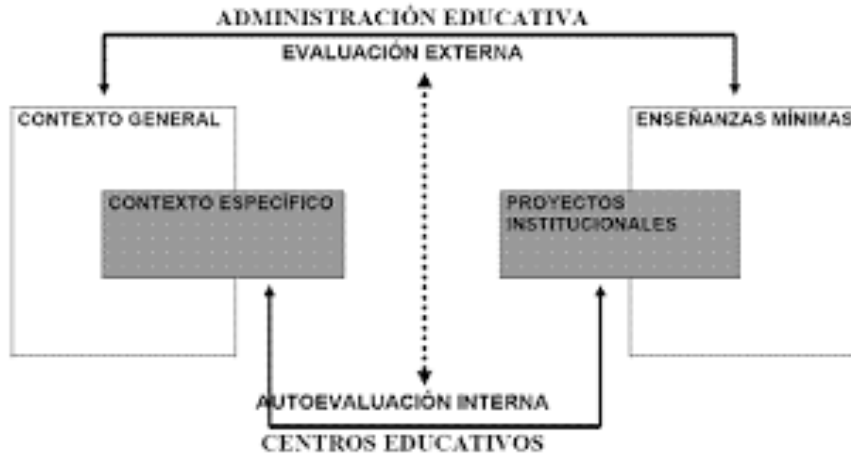 ADMINISTRACIÓN EDUCATIVA
EVALUACIÓN EXTERNA
CONTEXTO GENERAL
ENSEÑANZAS MÍNIMAS
CONTEXTO ESPECÍFICO
PROYECTOS
INSTITUCIONALES
AUTOEVALUACIÓN INTERNA
CENTROS EDUCATIVOS